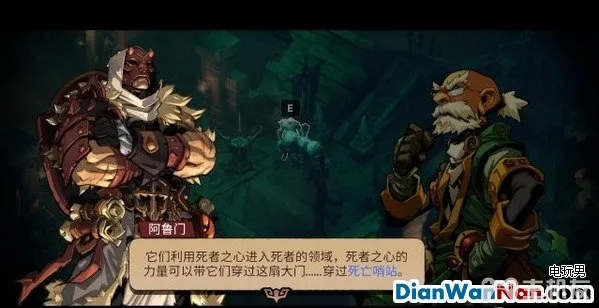 E
阿鲁门
它们利用死者之心进入死者的领域，死者之心的
力量可以带它们穿过这扇大门……穿过死亡哨站。
电玩男
DianWanNan.com